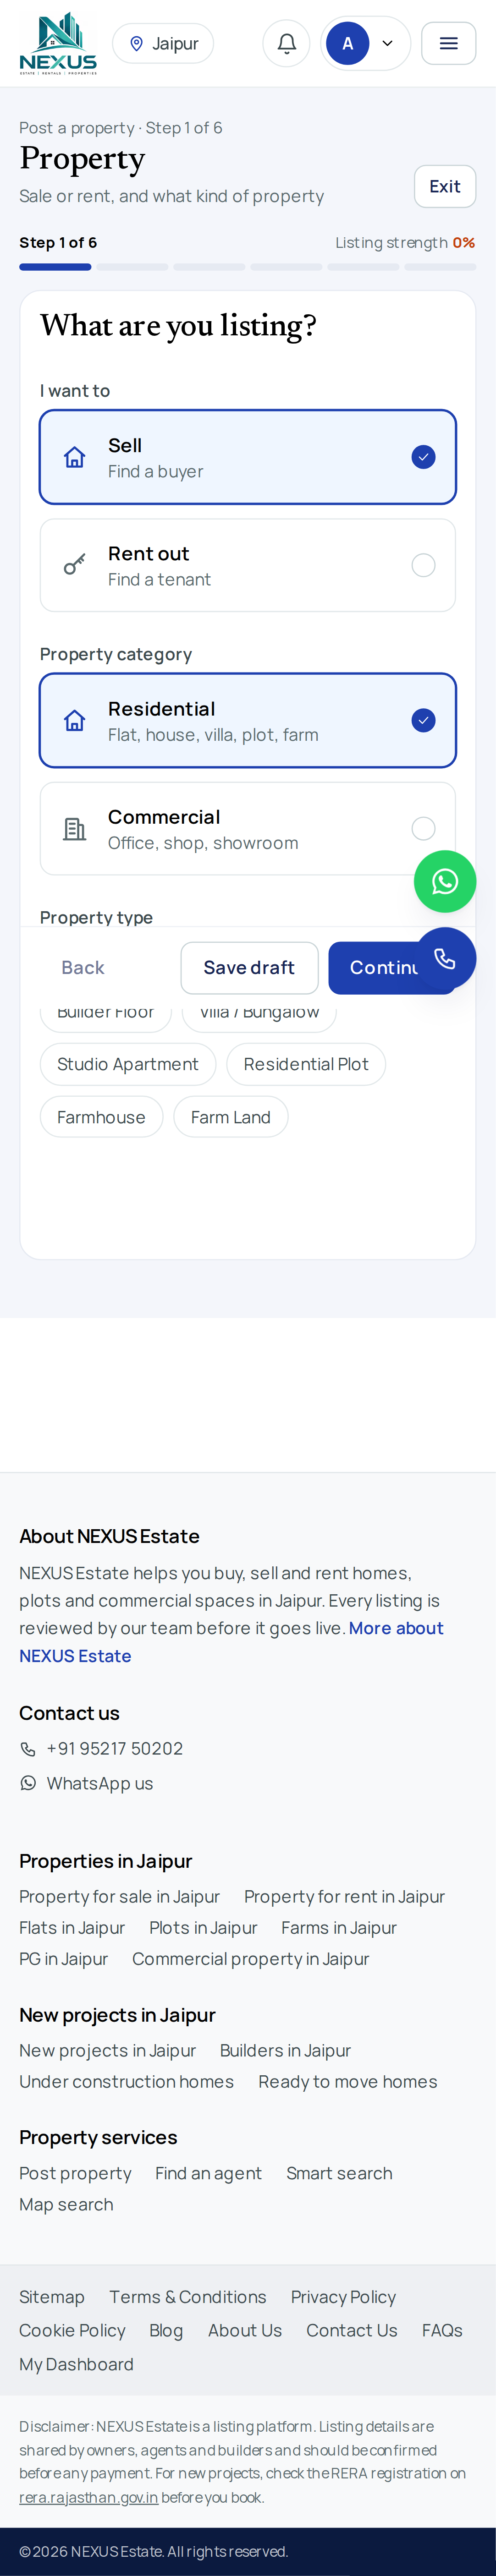 NEXUS
ESTATE | RENTALS | PROPERTIES
Jaipur
A
Post a property · Step 1 of 6
Property
Sale or rent, and what kind of property
Exit
Step 1 of 6
Listing strength 0%
What are you listing?
I want to
Sell
Find a buyer
Rent out
Find a tenant
Property category
Residential
Flat, house, villa, plot, farm
Commercial
Office, shop, showroom
Property type
Back
Save draft
Continu
Builder Floor
Villa / Bungalow
Studio Apartment
Residential Plot
Farmhouse
Farm Land
About NEXUS Estate
NEXUS Estate helps you buy, sell and rent homes,
plots and commercial spaces in Jaipur. Every listing is
reviewed by our team before it goes live. More about
NEXUS Estate
Contact us
+91 95217 50202
WhatsApp us
Properties in Jaipur
Property for sale in Jaipur Property for rent in Jaipur
Flats in Jaipur Plots in Jaipur Farms in Jaipur
PG in Jaipur Commercial property in Jaipur
New projects in Jaipur
New projects in Jaipur Builders in Jaipur
Under construction homes Ready to move homes
Property services
Post property Find an agent Smart search
Map search
Sitemap Terms & Conditions Privacy Policy
Cookie Policy Blog About Us Contact Us FAQs
My Dashboard
Disclaimer: NEXUS Estate is a listing platform. Listing details are
shared by owners, agents and builders and should be confirmed
before any payment. For new projects, check the RERA registration on
rera.rajasthan.gov.in before you book.
© 2026 NEXUS Estate. All rights reserved.